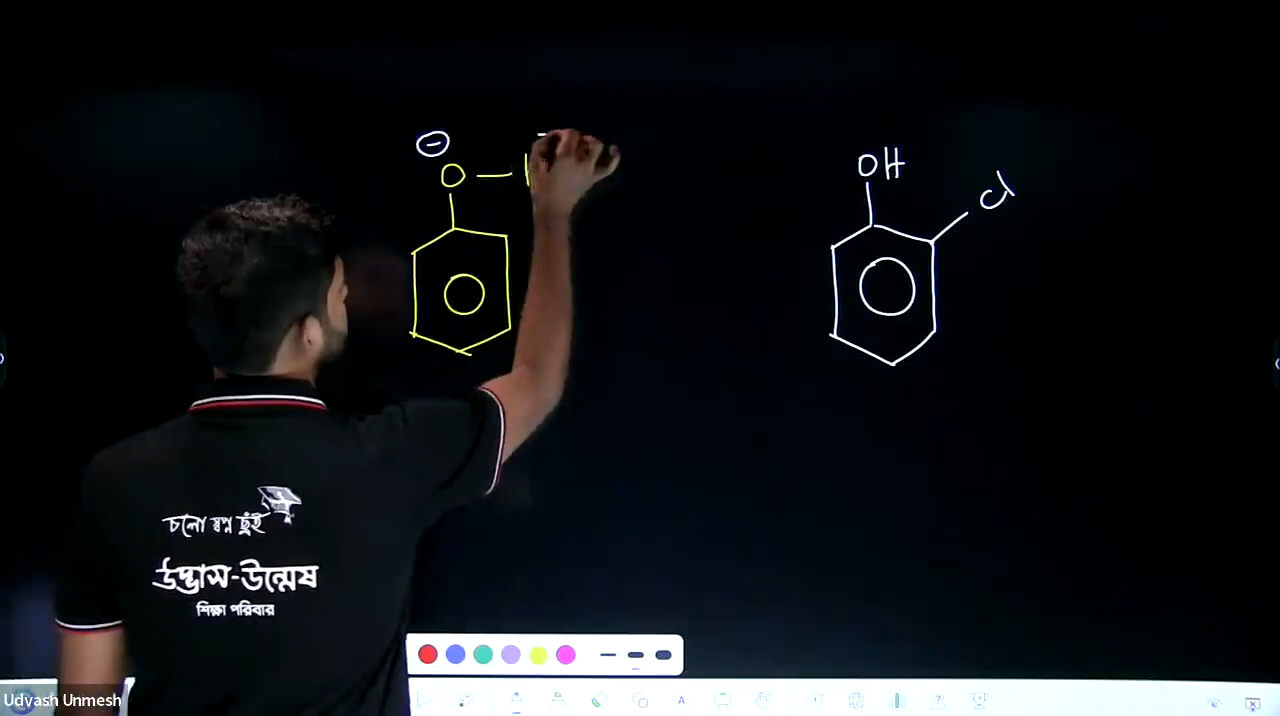 ⊖
O —
OH
Cl
চলো স্বপ্ন ছুঁই
উদ্ভাস-উন্মেষ
শিক্ষা পরিবার
A
?
Udvash Unmesh